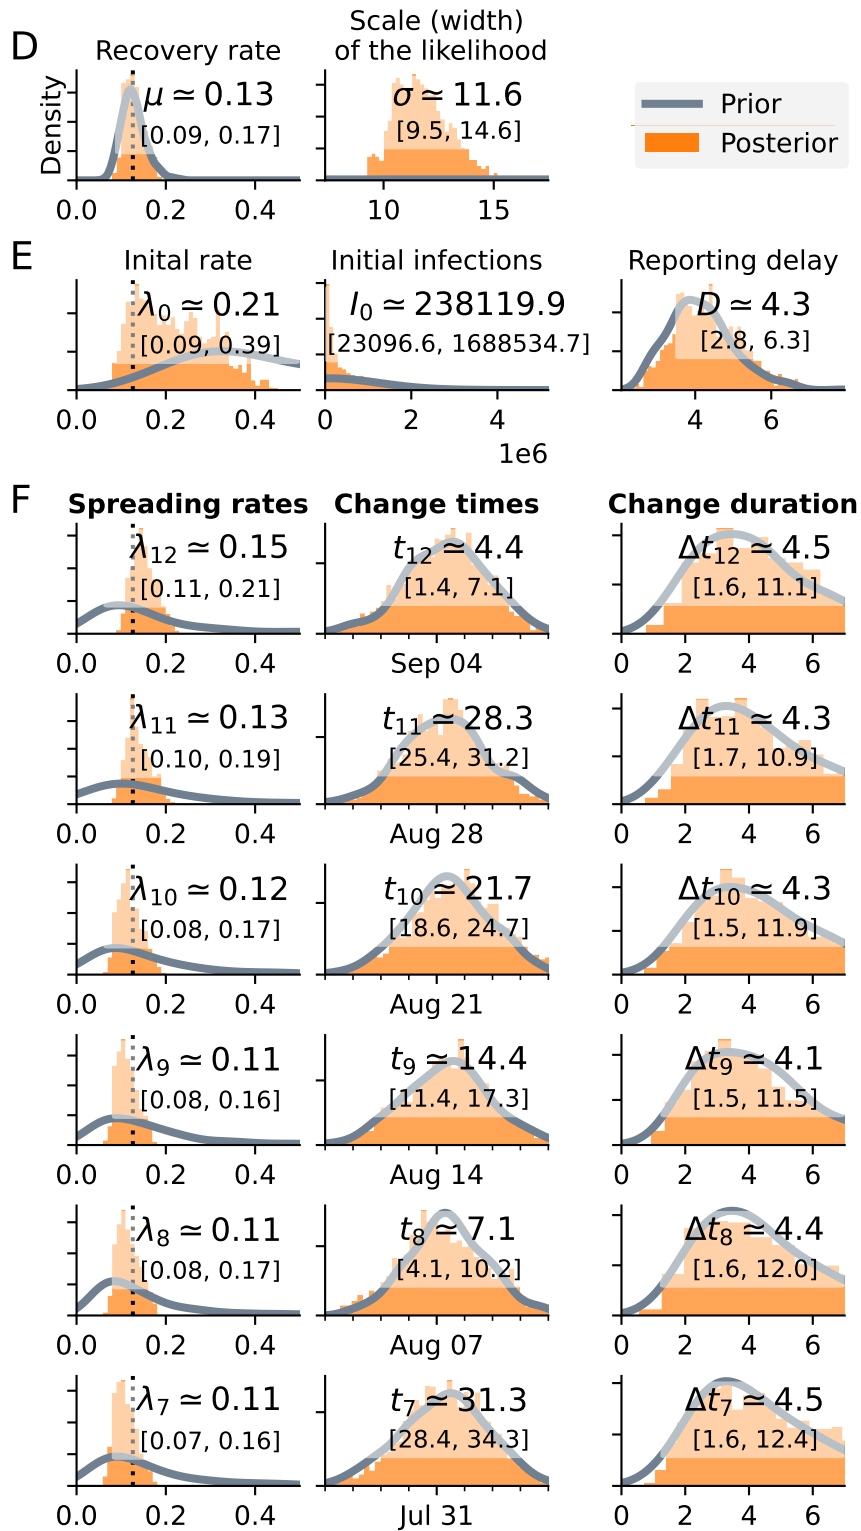 D
Recovery rate
Scale (width)
of the likelihood
Density
μ ≃ 0.13
[0.09, 0.17]
σ ≃ 11.6
[9.5, 14.6]
Prior
Posterior
0.0 0.2 0.4
10 15
E
Inital rate
Initial infections
Reporting delay
λ0 ≃ 0.21
[0.09, 0.39]
I0 ≃ 238119.9
[23096.6, 1688534.7]
D ≃ 4.3
[2.8, 6.3]
0.0 0.2 0.4
0 2 4
1e6
4 6
F
Spreading rates
Change times
Change duration
λ12 ≃ 0.15
[0.11, 0.21]
t12 ≃ 4.4
[1.4, 7.1]
Δt12 ≃ 4.5
[1.6, 11.1]
0.0 0.2 0.4
Sep 04
0 2 4 6
λ11 ≃ 0.13
[0.10, 0.19]
t11 ≃ 28.3
[25.4, 31.2]
Δt11 ≃ 4.3
[1.7, 10.9]
0.0 0.2 0.4
Aug 28
0 2 4 6
λ10 ≃ 0.12
[0.08, 0.17]
t10 ≃ 21.7
[18.6, 24.7]
Δt10 ≃ 4.3
[1.5, 11.9]
0.0 0.2 0.4
Aug 21
0 2 4 6
λ9 ≃ 0.11
[0.08, 0.16]
t9 ≃ 14.4
[11.4, 17.3]
Δt9 ≃ 4.1
[1.5, 11.5]
0.0 0.2 0.4
Aug 14
0 2 4 6
λ8 ≃ 0.11
[0.08, 0.17]
t8 ≃ 7.1
[4.1, 10.2]
Δt8 ≃ 4.4
[1.6, 12.0]
0.0 0.2 0.4
Aug 07
0 2 4 6
λ7 ≃ 0.11
[0.07, 0.16]
t7 ≃ 31.3
[28.4, 34.3]
Δt7 ≃ 4.5
[1.6, 12.4]
0.0 0.2 0.4
Jul 31
0 2 4 6